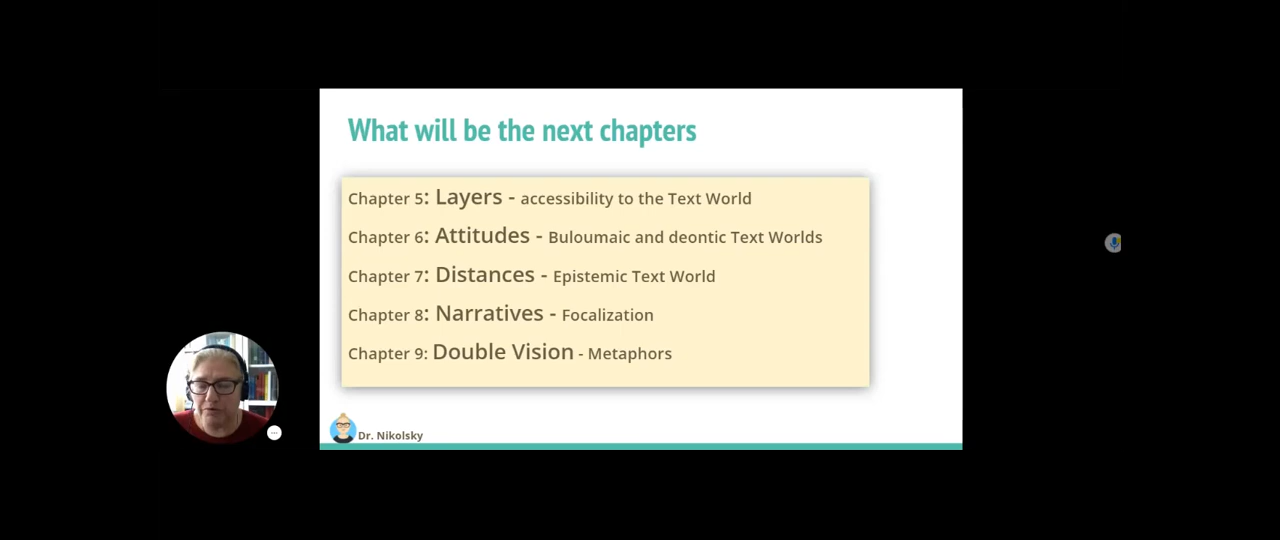 What will be the next chapters
Chapter 5: Layers - accessibility to the Text World
Chapter 6: Attitudes - Buloumaic and deontic Text Worlds
Chapter 7: Distances - Epistemic Text World
Chapter 8: Narratives - Focalization
Chapter 9: Double Vision - Metaphors
Dr. Nikolsky